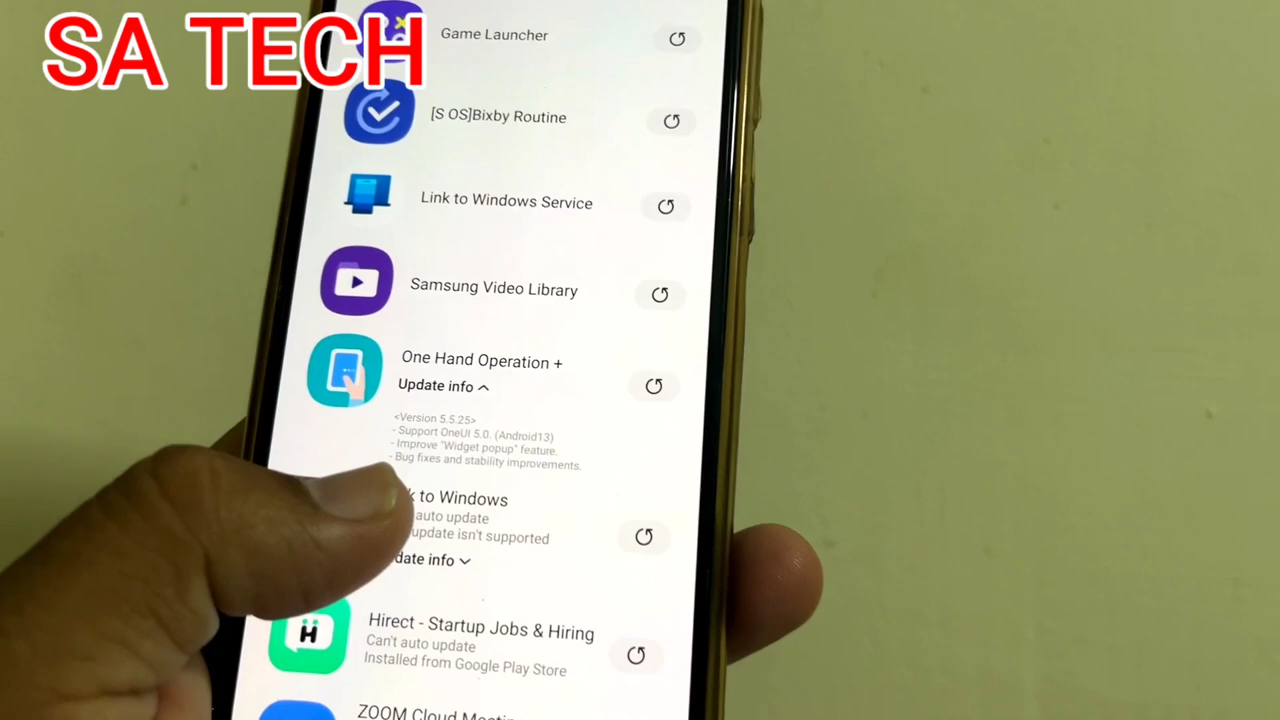 SA TECH
Game Launcher
[S OS]Bixby Routine
Link to Windows Service
Samsung Video Library
One Hand Operation +
Update info
<Version 5.5.25>
- Support OneUI 5.0. (Android13)
- Improve "Widget popup" feature.
- Bug fixes and stability improvements.
to Windows
auto update
update isn't supported
info
H
Hirect - Startup Jobs & Hiring
Can't auto update
Installed from Google Play Store
ZOOM Cloud